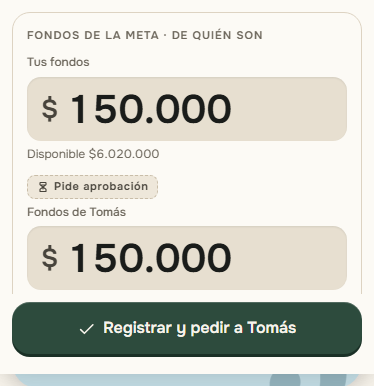 FONDOS DE LA META · DE QUIÉN SON
Tus fondos
$ 150.000
Disponible $6.020.000
Pide aprobación
Fondos de Tomás
$ 150.000
Registrar y pedir a Tomás